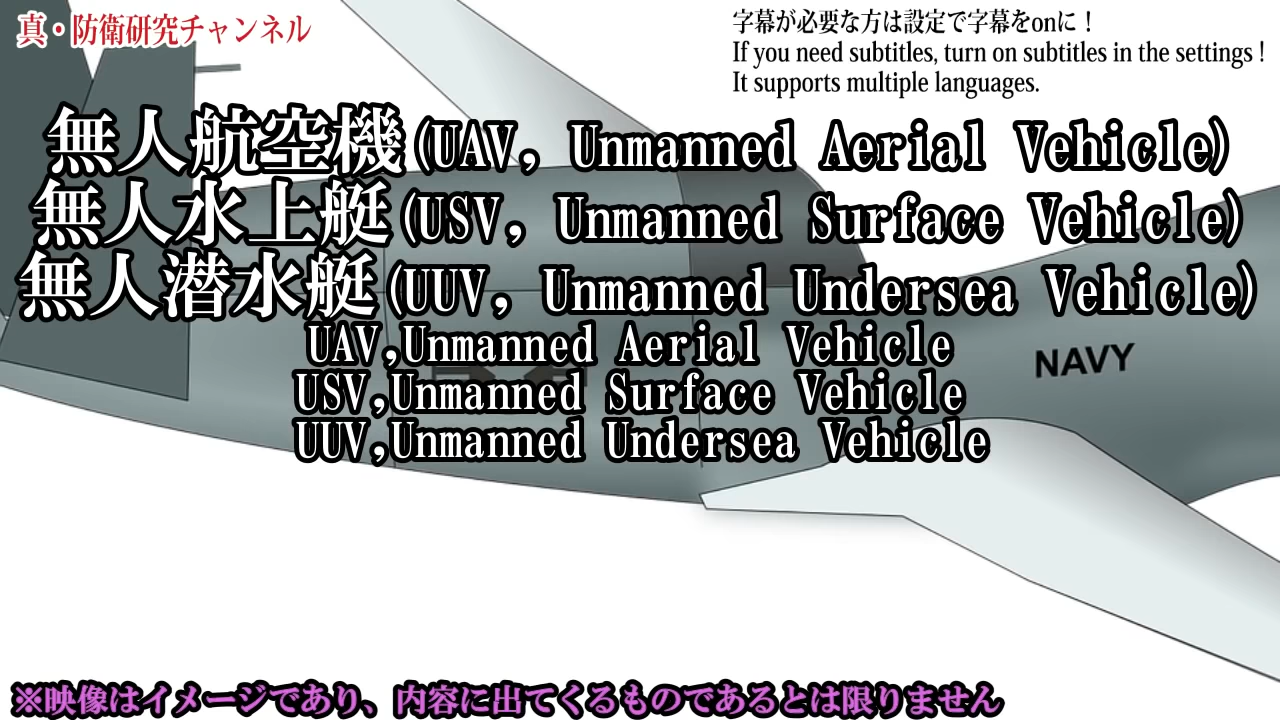 真・防衛研究チャンネル
字幕が必要な方は設定で字幕をonに！
If you need subtitles, turn on subtitles in the settings !
It supports multiple languages.
無人航空機(UAV, Unmanned Aerial Vehicle)
無人水上艇(USV, Unmanned Surface Vehicle)
無人潜水艇(UUV, Unmanned Undersea Vehicle)
UAV,Unmanned Aerial Vehicle
USV,Unmanned Surface Vehicle
UUV,Unmanned Undersea Vehicle
NAVY
※映像はイメージであり、内容に出てくるものであるとは限りません